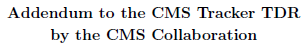 Addendum to the CMS Tracker TDR
by the CMS Collaboration